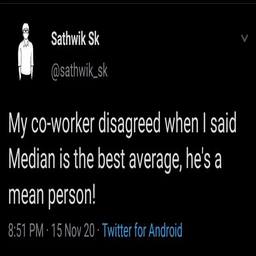 Sathwik Sk
@sathwik_sk
My co-worker disagreed when I said
Median is the best average, he's a
mean person!
8:51 PM · 15 Nov 20 · Twitter for Android